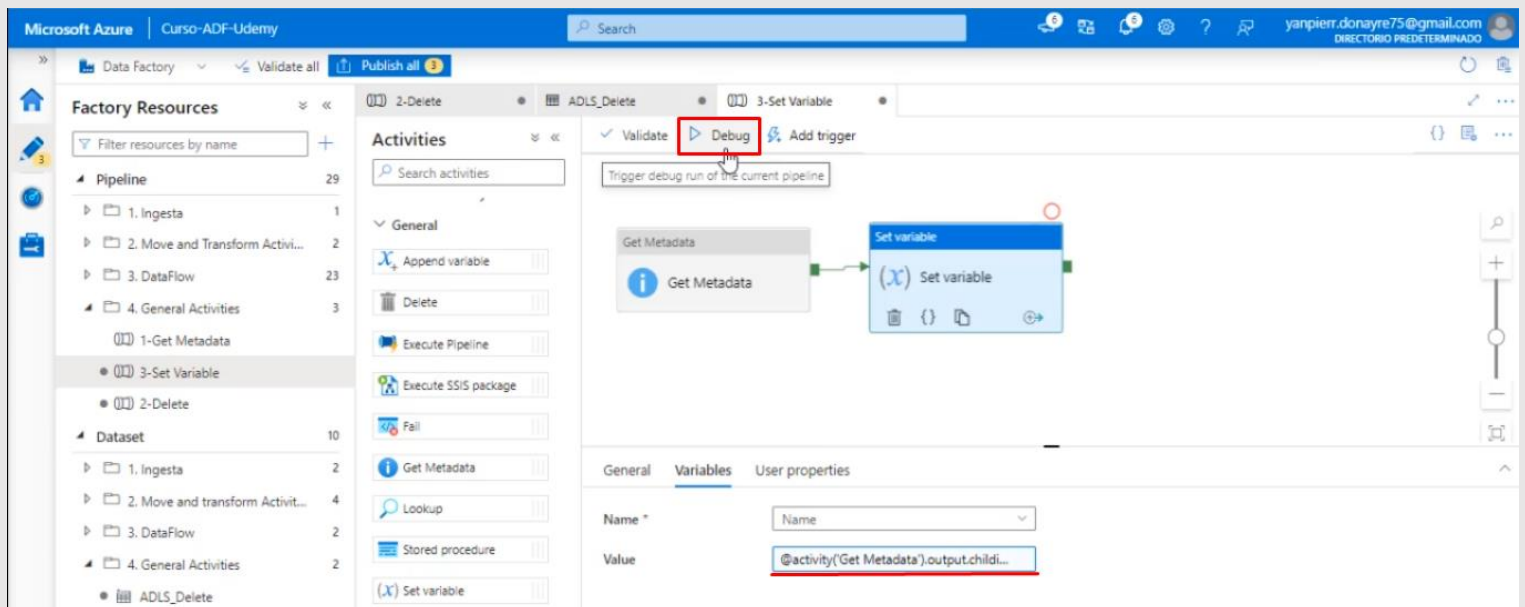 Microsoft Azure
Curso-ADF-Udemy
Search
6
6
yanpierr.donayre75@gmail.com
DIRECTORIO PREDETERMINADO
Data Factory
Validate all
Publish all 3
Factory Resources
2-Delete
ADLS_Delete
3-Set Variable
Filter resources by name
Activities
Validate
Debug
Add trigger
3
Search activities
Trigger debug run of the current pipeline
Pipeline 29
1. Ingesta 1
2. Move and Transform Activi... 2
3. DataFlow 23
4. General Activities 3
1-Get Metadata
3-Set Variable
2-Delete
Dataset 10
1. Ingesta 2
2. Move and transform Activit... 4
3. DataFlow 2
4. General Activities 2
ADLS_Delete
General
Append variable
Delete
Execute Pipeline
Execute SSIS package
Fail
Get Metadata
Lookup
Stored procedure
(X) Set variable
Get Metadata
Get Metadata
Set variable
(X) Set variable
General Variables User properties
Name * Name
Value @activity('Get Metadata').output.childi...